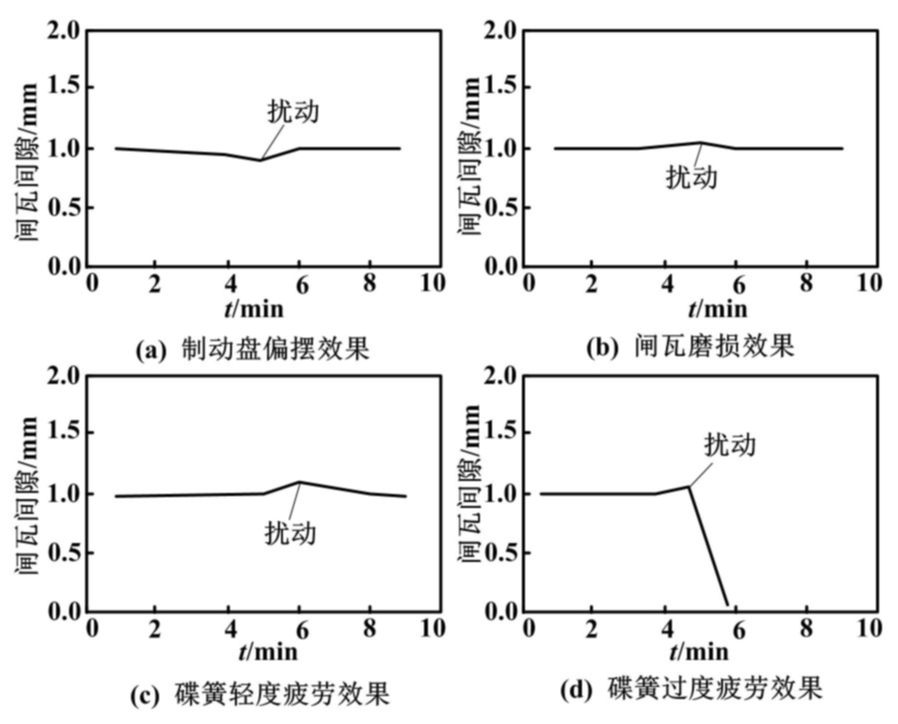 2.0
1.5
1.0
0.5
0.0
闸瓦间隙/mm
扰动
0 2 4 6 8 10
t/min
(a) 制动盘偏摆效果
2.0
1.5
1.0
0.5
0.0
闸瓦间隙/mm
扰动
0 2 4 6 8 10
t/min
(b) 闸瓦磨损效果
2.0
1.5
1.0
0.5
0.0
闸瓦间隙/mm
扰动
0 2 4 6 8 10
t/min
(c) 碟簧轻度疲劳效果
2.0
1.5
1.0
0.5
0.0
闸瓦间隙/mm
扰动
0 2 4 6 8 10
t/min
(d) 碟簧过度疲劳效果